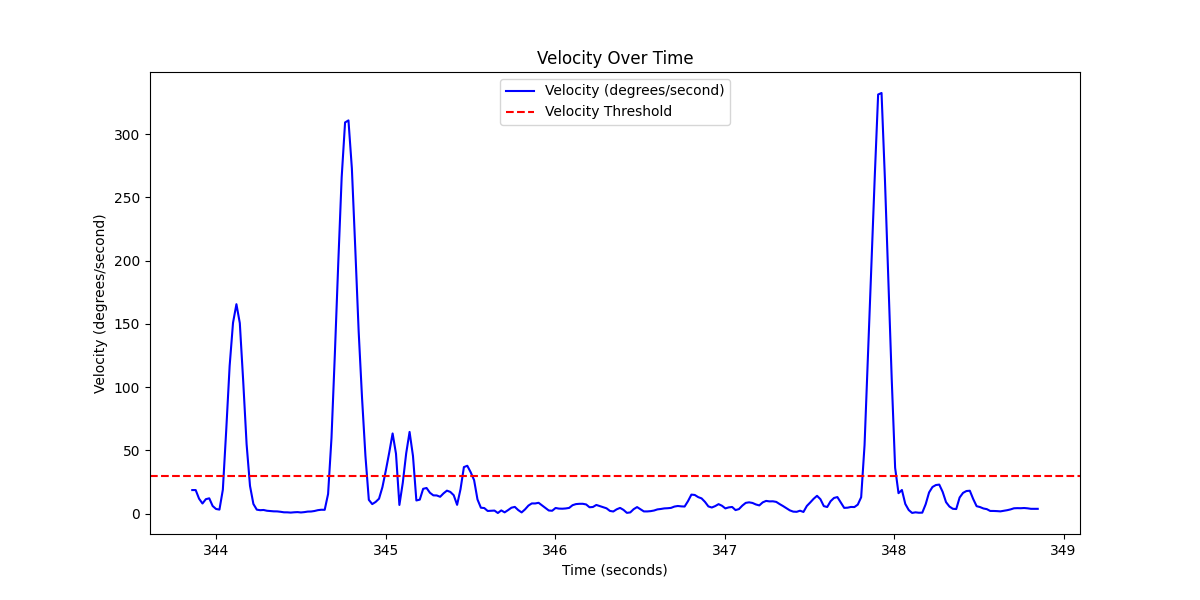 Velocity Over Time
Velocity (degrees/second)
Velocity Threshold
Velocity (degrees/second)
300
250
200
150
100
50
0
344
345
346
347
348
349
Time (seconds)